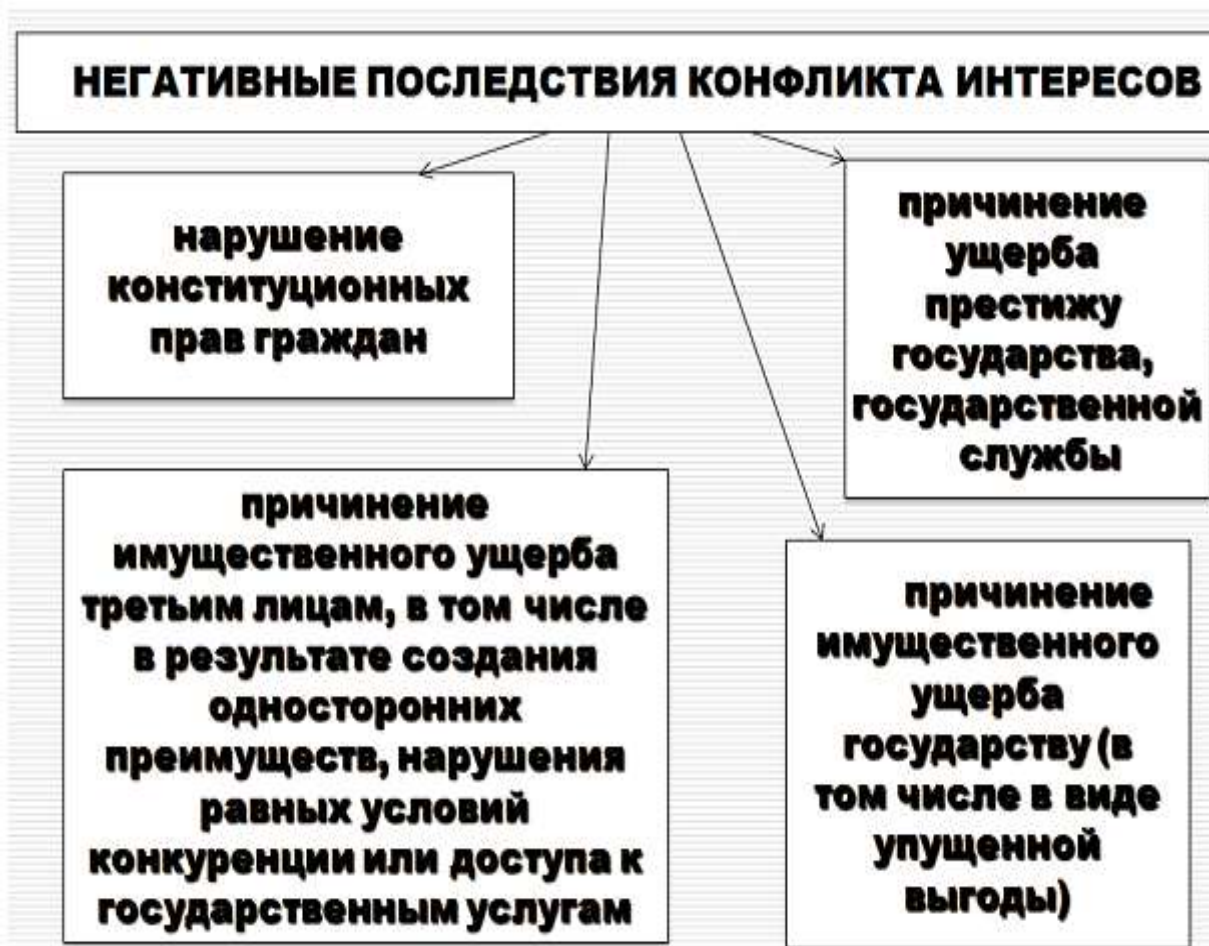 НЕГАТИВНЫЕ ПОСЛЕДСТВИЯ КОНФЛИКТА ИНТЕРЕСОВ
нарушение
конституционных
прав граждан
причинение
ущерба
престижу
государства,
государственной
службы
причинение
имущественного ущерба
третьим лицам, в том числе
в результате создания
односторонних
преимуществ, нарушения
равных условий
конкуренции или доступа к
государственным услугам
причинение
имущественного
ущерба
государству (в
том числе в виде
упущенной
выгоды)